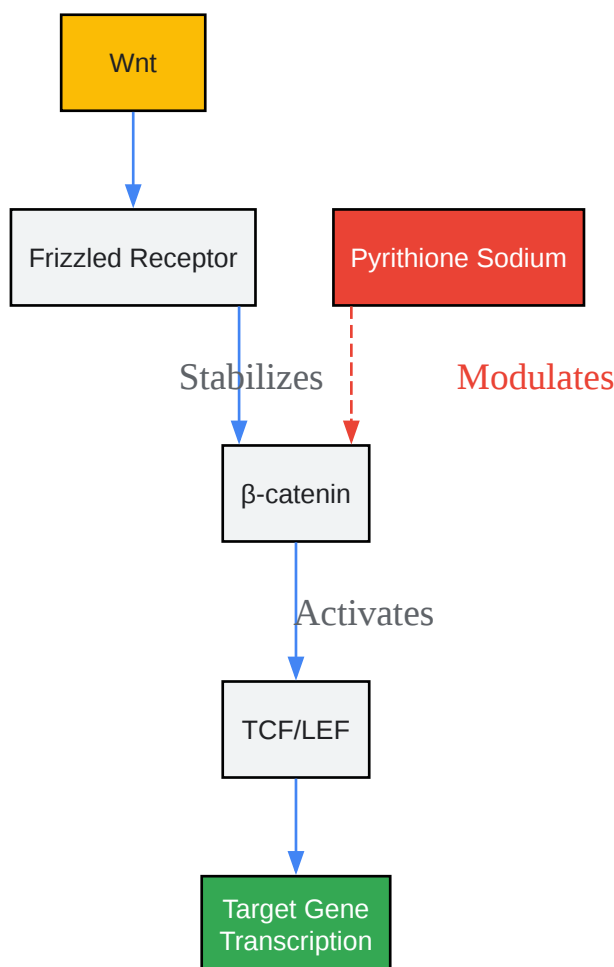 Wnt
Frizzled Receptor
Pyrithione Sodium
Stabilizes
Modulates
β-catenin
Activates
TCF/LEF
Target Gene
Transcription